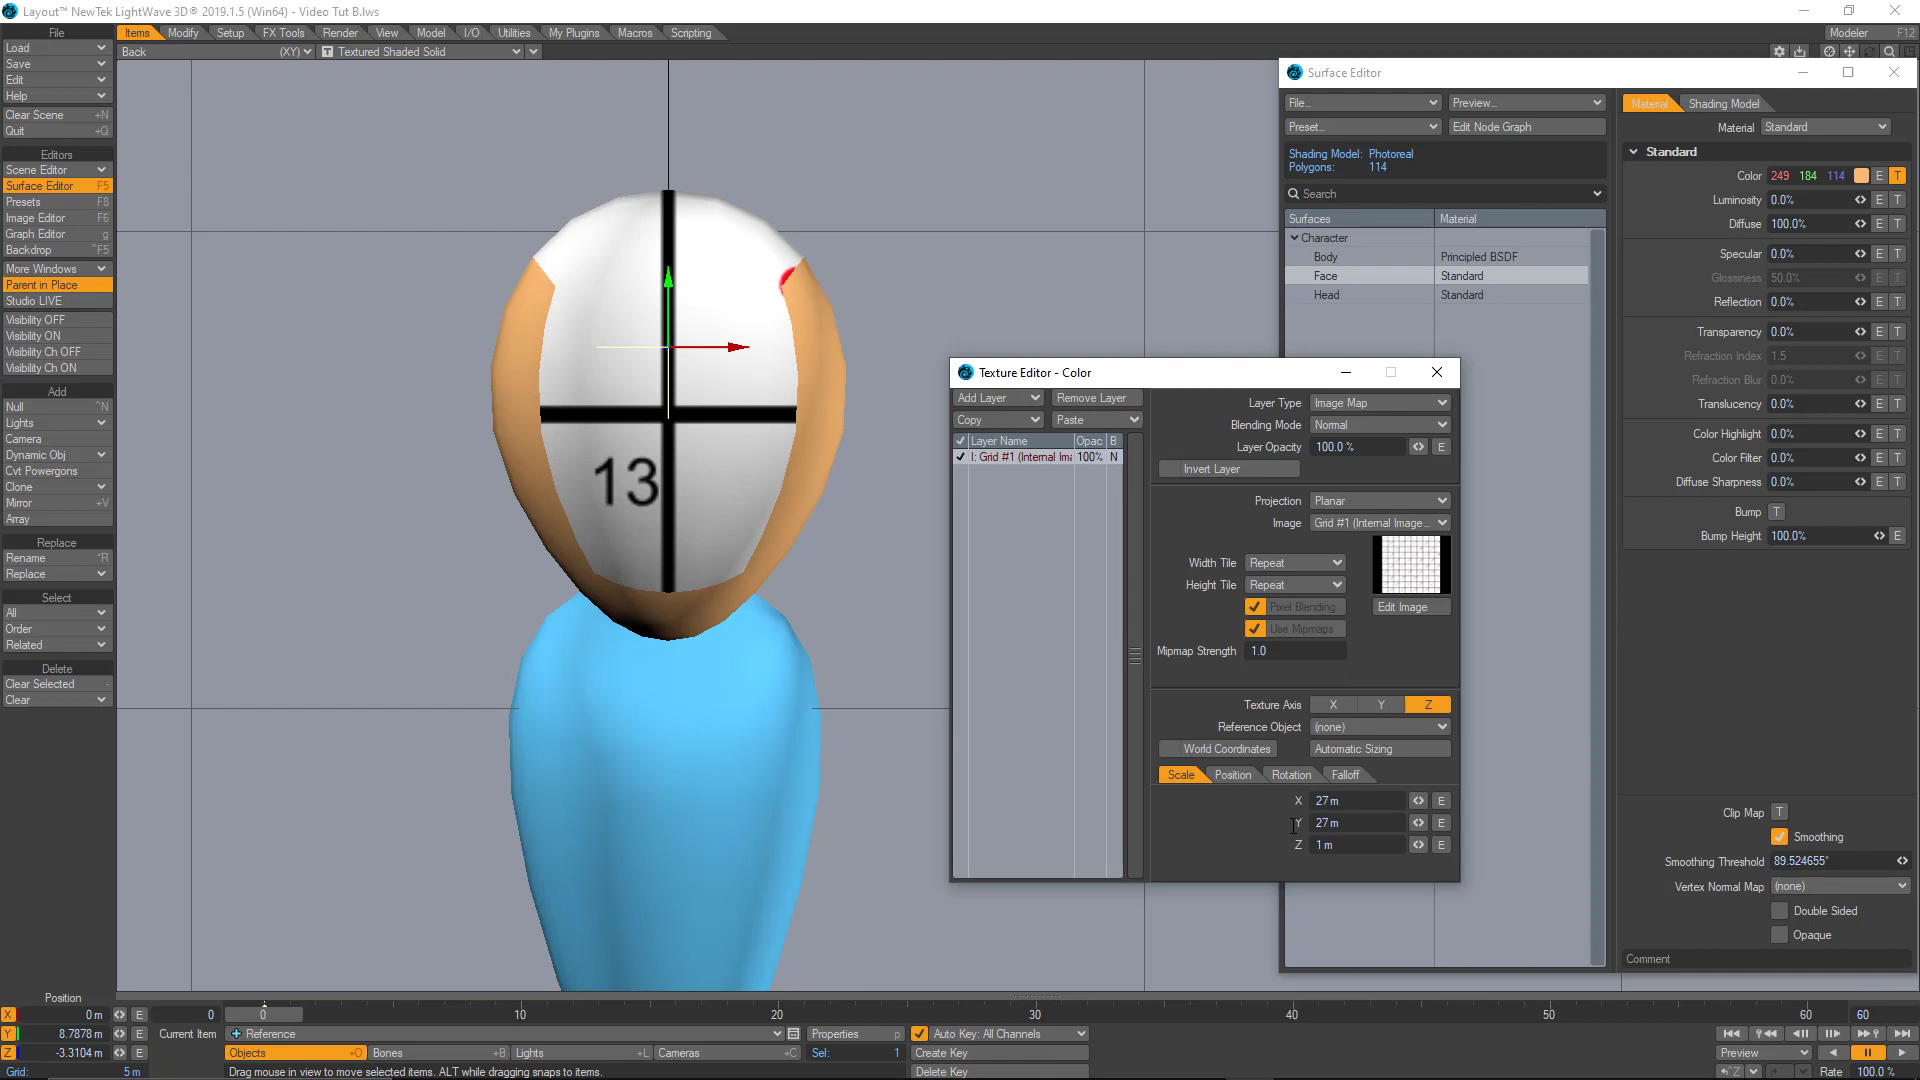 Layout™ NewTek LightWave 3D® 2019.1.5 (Win64) - Video Tut B.lws
File
Items
Modify
Setup
FX Tools
Render
View
Model
I/O
Utilities
My Plugins
Macros
Scripting
Modeler F12
Load
Back
(XY)
Textured Shaded Solid
Save
Edit
Help
Clear Scene +N
Quit +Q
Editors
Scene Editor
Surface Editor F5
Presets F8
Image Editor F6
Graph Editor g
Backdrop ^F5
More Windows
Parent in Place
Studio LIVE
Visibility OFF
Visibility ON
Visibility Ch OFF
Visibility Ch ON
Add
Null ^N
Lights
Camera
Dynamic Obj
Cvt Powergons
Clone
Mirror +V
Array
Replace
Rename ^R
Replace
Select
All
Order
Related
Delete
Clear Selected -
Clear
13
Surface Editor
File...
Preview...
Preset...
Edit Node Graph
Shading Model: Photoreal
Polygons: 114
Search
Surfaces
Material
Character
Body Principled BSDF
Face Standard
Head Standard
Material
Shading Model
Material Standard
Standard
Color 249 184 114 E T
Luminosity 0.0% E T
Diffuse 100.0% E T
Specular 0.0% E T
Glossiness 50.0% E T
Reflection 0.0% E T
Transparency 0.0% E T
Refraction Index 1.5 E T
Refraction Blur 0.0% E T
Translucency 0.0% E T
Color Highlight 0.0% E T
Color Filter 0.0% E T
Diffuse Sharpness 0.0% E T
Bump T
Bump Height 100.0% E
Clip Map T
Smoothing
Smoothing Threshold 89.524655°
Vertex Normal Map (none)
Double Sided
Opaque
Comment
Texture Editor - Color
Add Layer
Remove Layer
Copy
Paste
Layer Name Opac B
I: Grid #1 (Internal Ima 100% N
Layer Type Image Map
Blending Mode Normal
Layer Opacity 100.0 % E
Invert Layer
Projection Planar
Image Grid #1 (Internal Image...
Width Tile Repeat
Height Tile Repeat
Pixel Blending
Edit Image
Use Mipmaps
Mipmap Strength 1.0
Texture Axis X Y Z
Reference Object (none)
World Coordinates
Automatic Sizing
Scale
Position
Rotation
Falloff
X 27 m E
Y 27 m E
Z 1 m E
Position
X 0 m E
Y 8.7878 m E
Z -3.3104 m E
Grid: 5 m
0
0
10
20
30
40
50
60
60
Current Item
Reference
Properties p
Auto Key: All Channels
Objects +O
Bones +B
Lights +L
Cameras +C
Sel: 1
Create Key
Preview
Drag mouse in view to move selected items. ALT while dragging snaps to items.
Delete Key
Rate 100.0 %